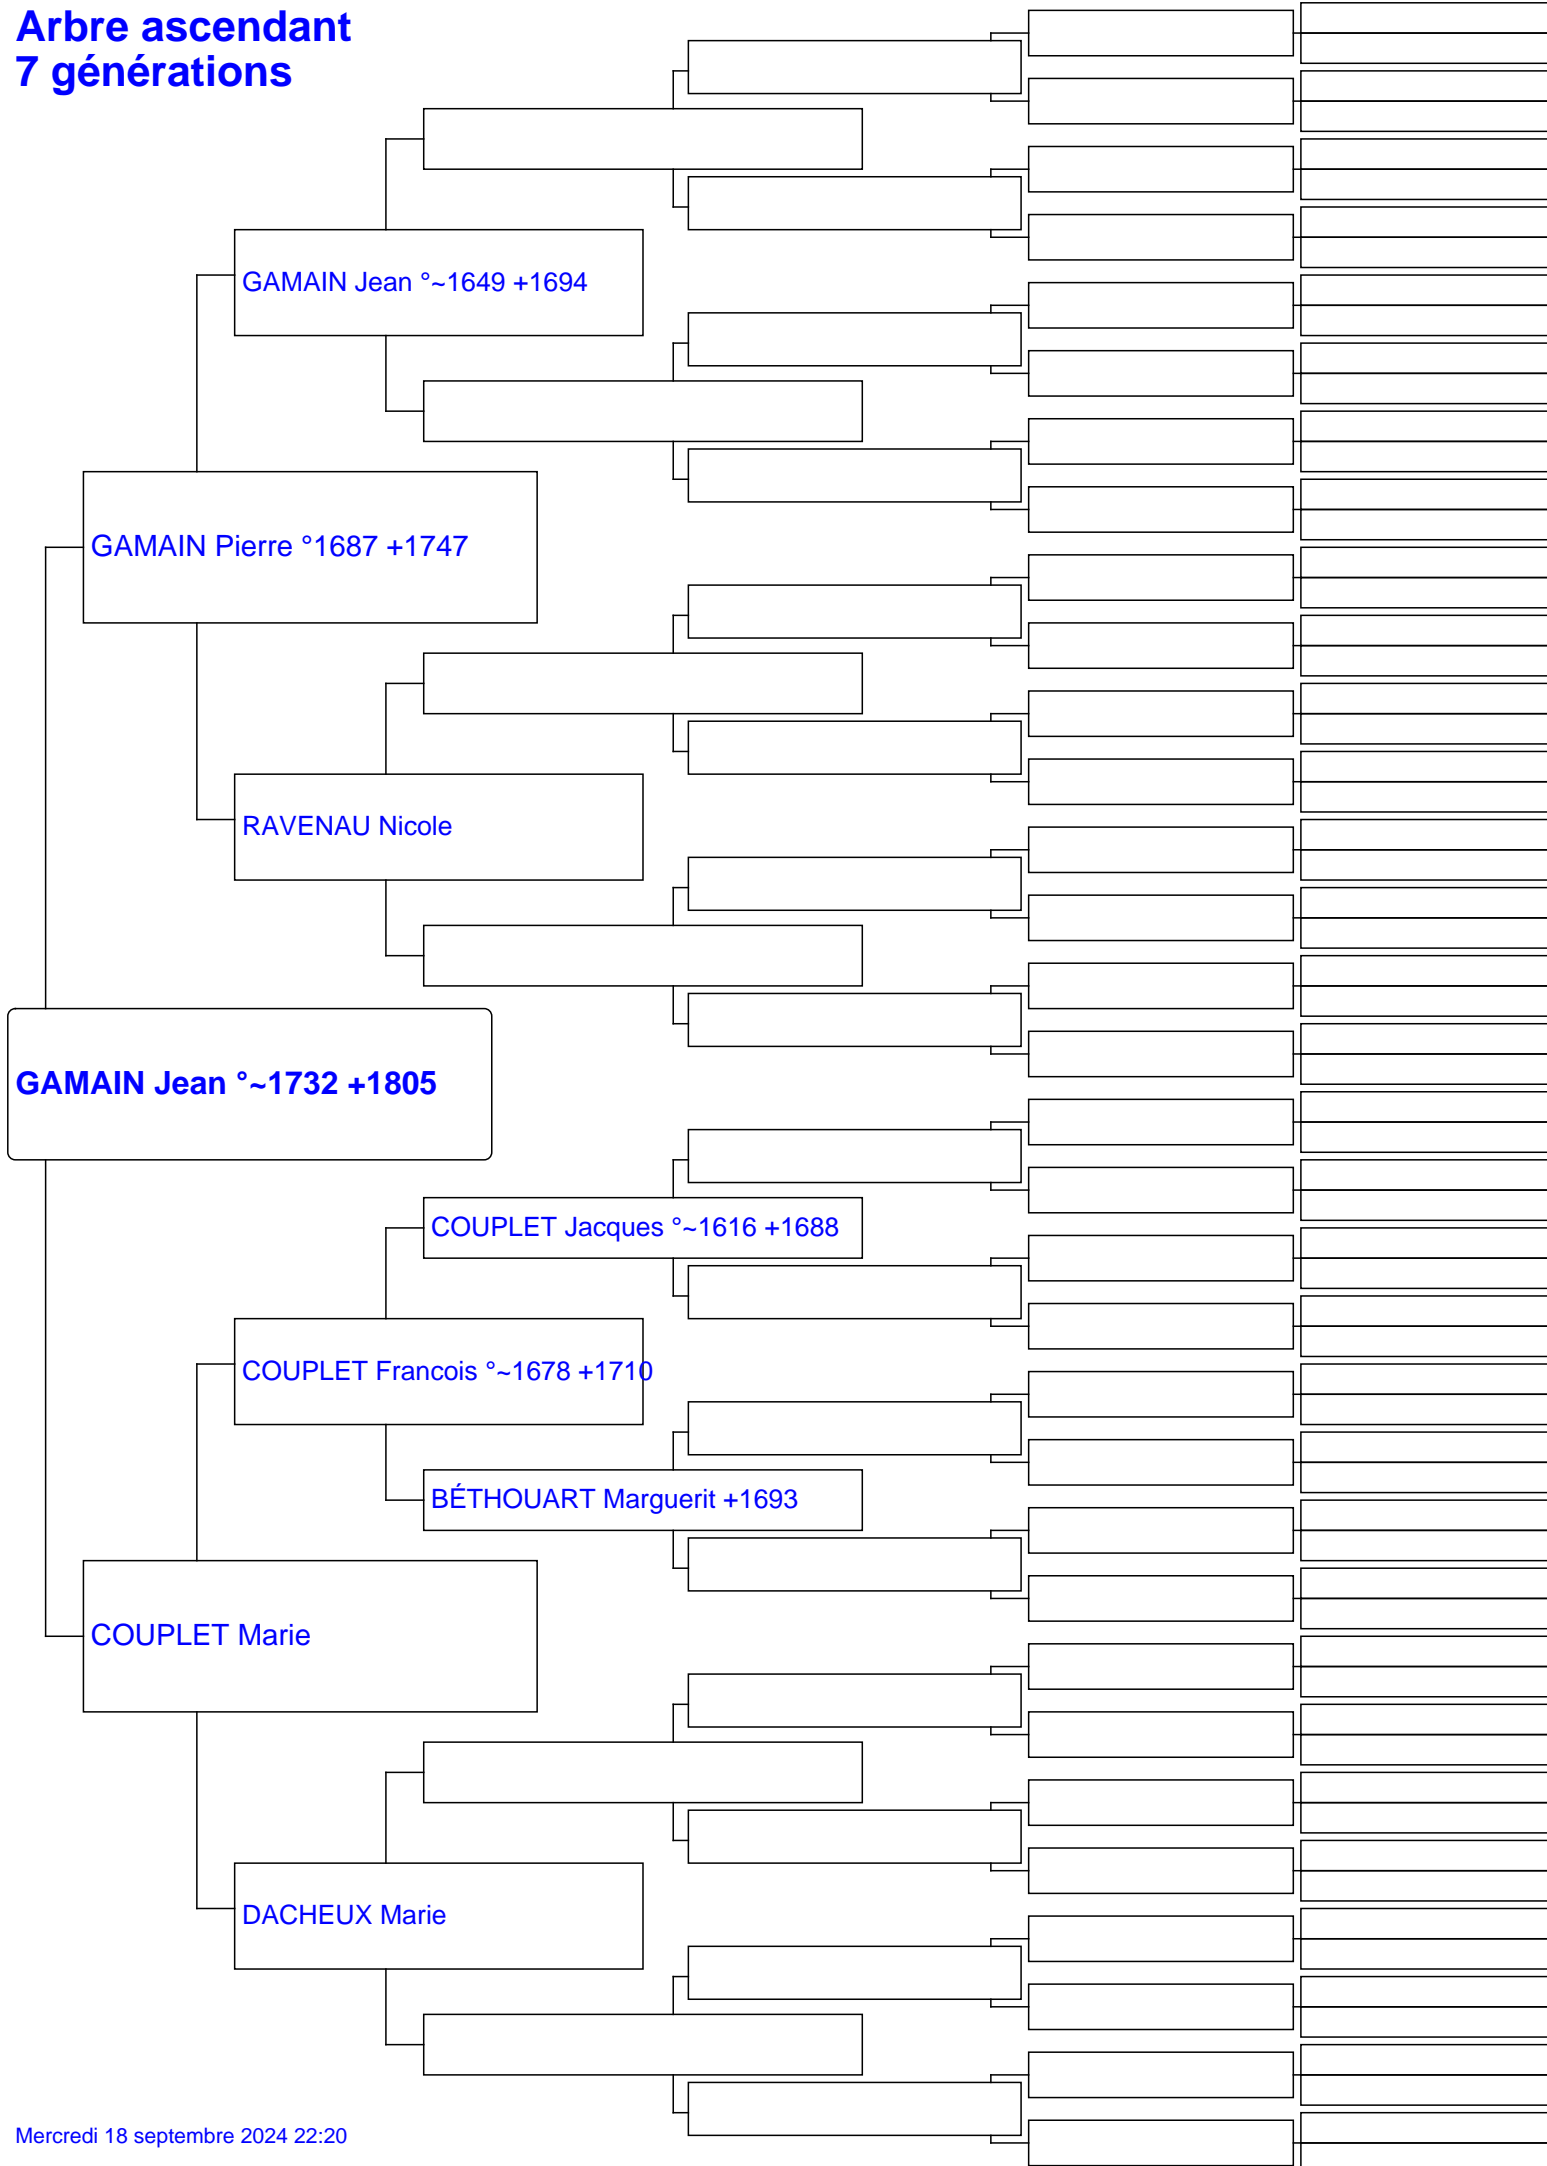 Arbre ascendant
7 générations
GAMAIN Jean °~1649 +1694
GAMAIN Pierre °1687 +1747
RAVENAU Nicole
GAMAIN Jean °~1732 +1805
COUPLET Jacques °~1616 +1688
COUPLET Francois °~1678 +1710
BÉTHOUART Marguerit +1693
COUPLET Marie
DACHEUX Marie
Mercredi 18 septembre 2024 22:20